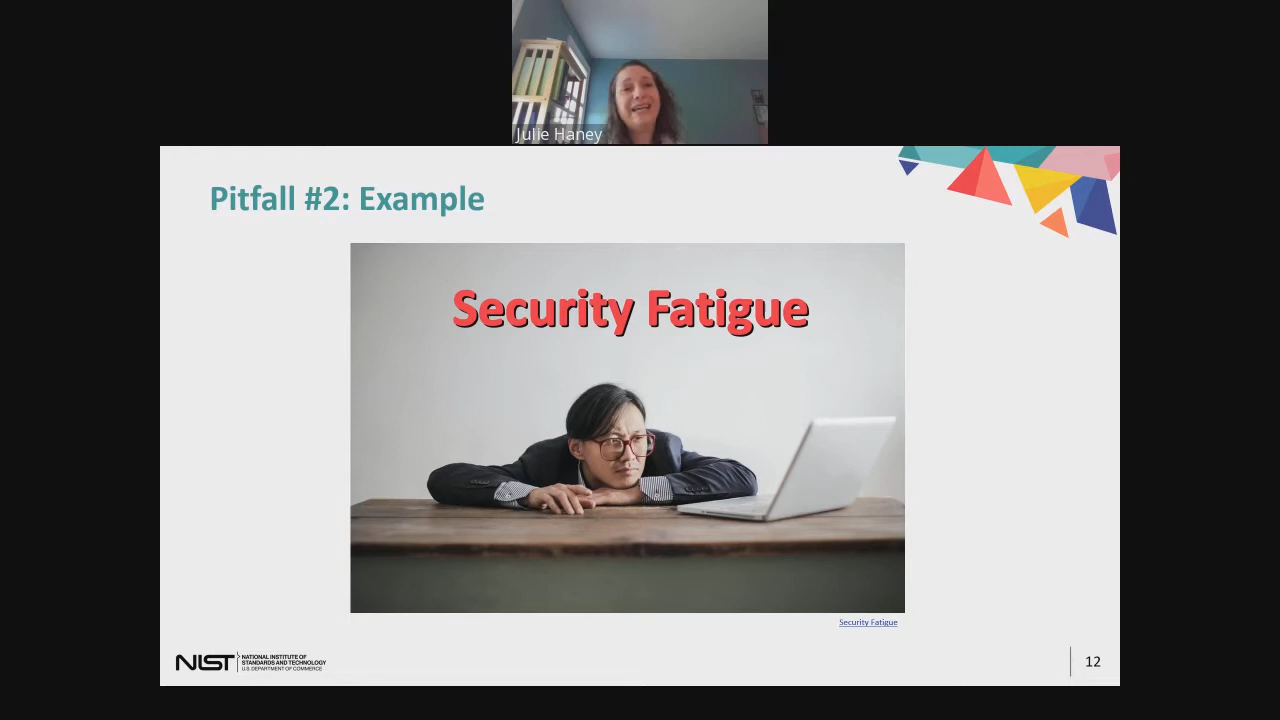 Julie Haney
Pitfall #2: Example
Security Fatigue
Security Fatigue
NIST
NATIONAL INSTITUTE OF
STANDARDS AND TECHNOLOGY
U.S. DEPARTMENT OF COMMERCE
12